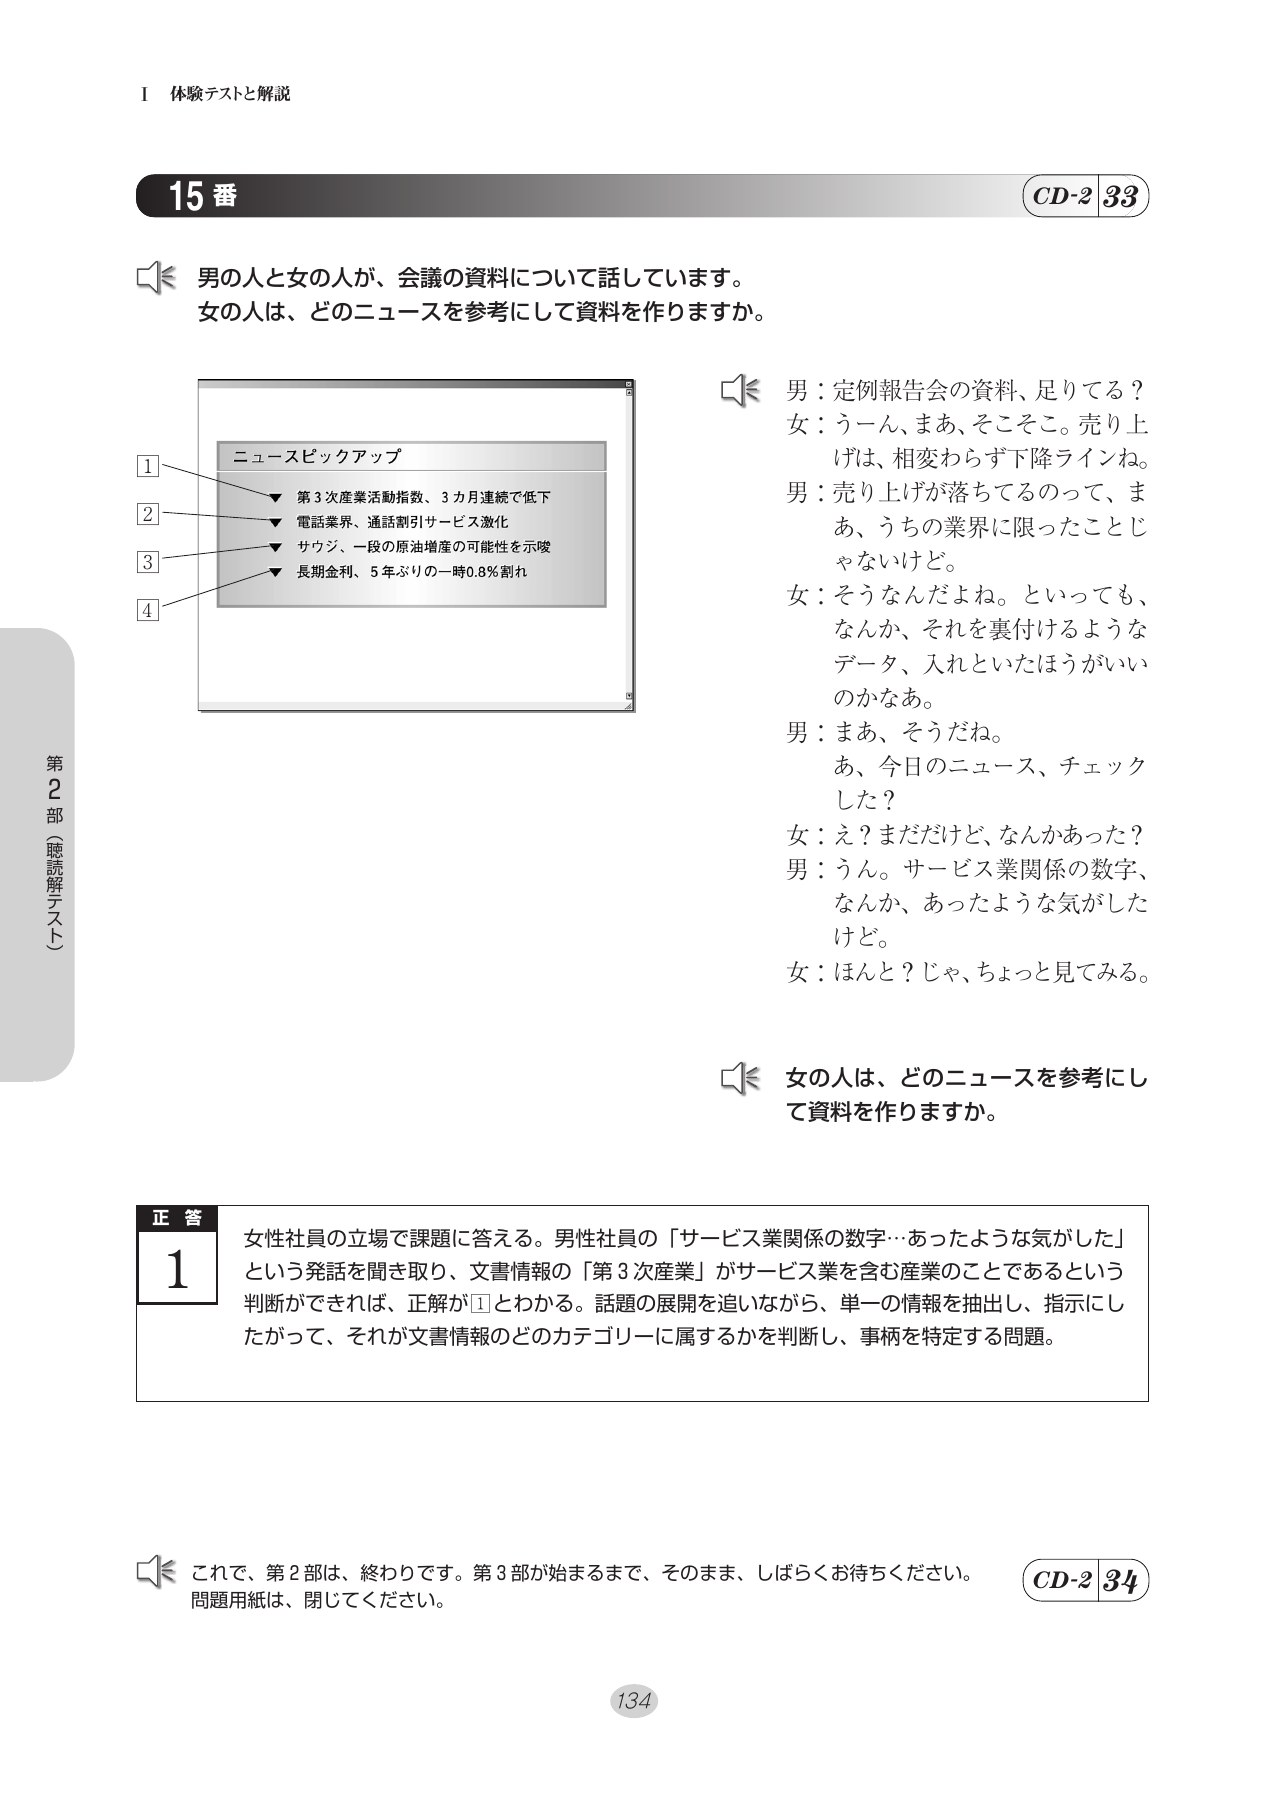 I 体験テストと解説
15番
CD-2 33
男の人と女の人が、会議の資料について話しています。
女の人は、どのニュースを参考にして資料を作りますか。
ニュースピックアップ
1 ▼ 第3次産業活動指数、3カ月連続で低下
2 ▼ 電話業界、通話割引サービス激化
3 ▼ サウジ、一段の原油増産の可能性を示唆
4 ▼ 長期金利、5年ぶりの一時0.8%割れ
男：定例報告会の資料、足りてる？
女：うーん、まあ、そこそこ。売り上
げは、相変わらず下降ラインね。
男：売り上げが落ちてるのって、ま
あ、うちの業界に限ったことじ
ゃないけど。
女：そうなんだよね。といっても、
なんか、それを裏付けるような
データ、入れといたほうがいい
のかなあ。
男：まあ、そうだね。
あ、今日のニュース、チェック
した？
女：え？まだだけど、なんかあった？
男：うん。サービス業関係の数字、
なんか、あったような気がした
けど。
女：ほんと？じゃ、ちょっと見てみる。
女の人は、どのニュースを参考にし
て資料を作りますか。
正答
1
女性社員の立場で課題に答える。男性社員の「サービス業関係の数字…あったような気がした」
という発話を聞き取り、文書情報の「第3次産業」がサービス業を含む産業のことであるという
判断ができれば、正解が1とわかる。話題の展開を追いながら、単一の情報を抽出し、指示にし
たがって、それが文書情報のどのカテゴリーに属するかを判断し、事柄を特定する問題。
第2部（聴読解テスト）
これで、第2部は、終わりです。第3部が始まるまで、そのまま、しばらくお待ちください。
問題用紙は、閉じてください。
CD-2 34
134